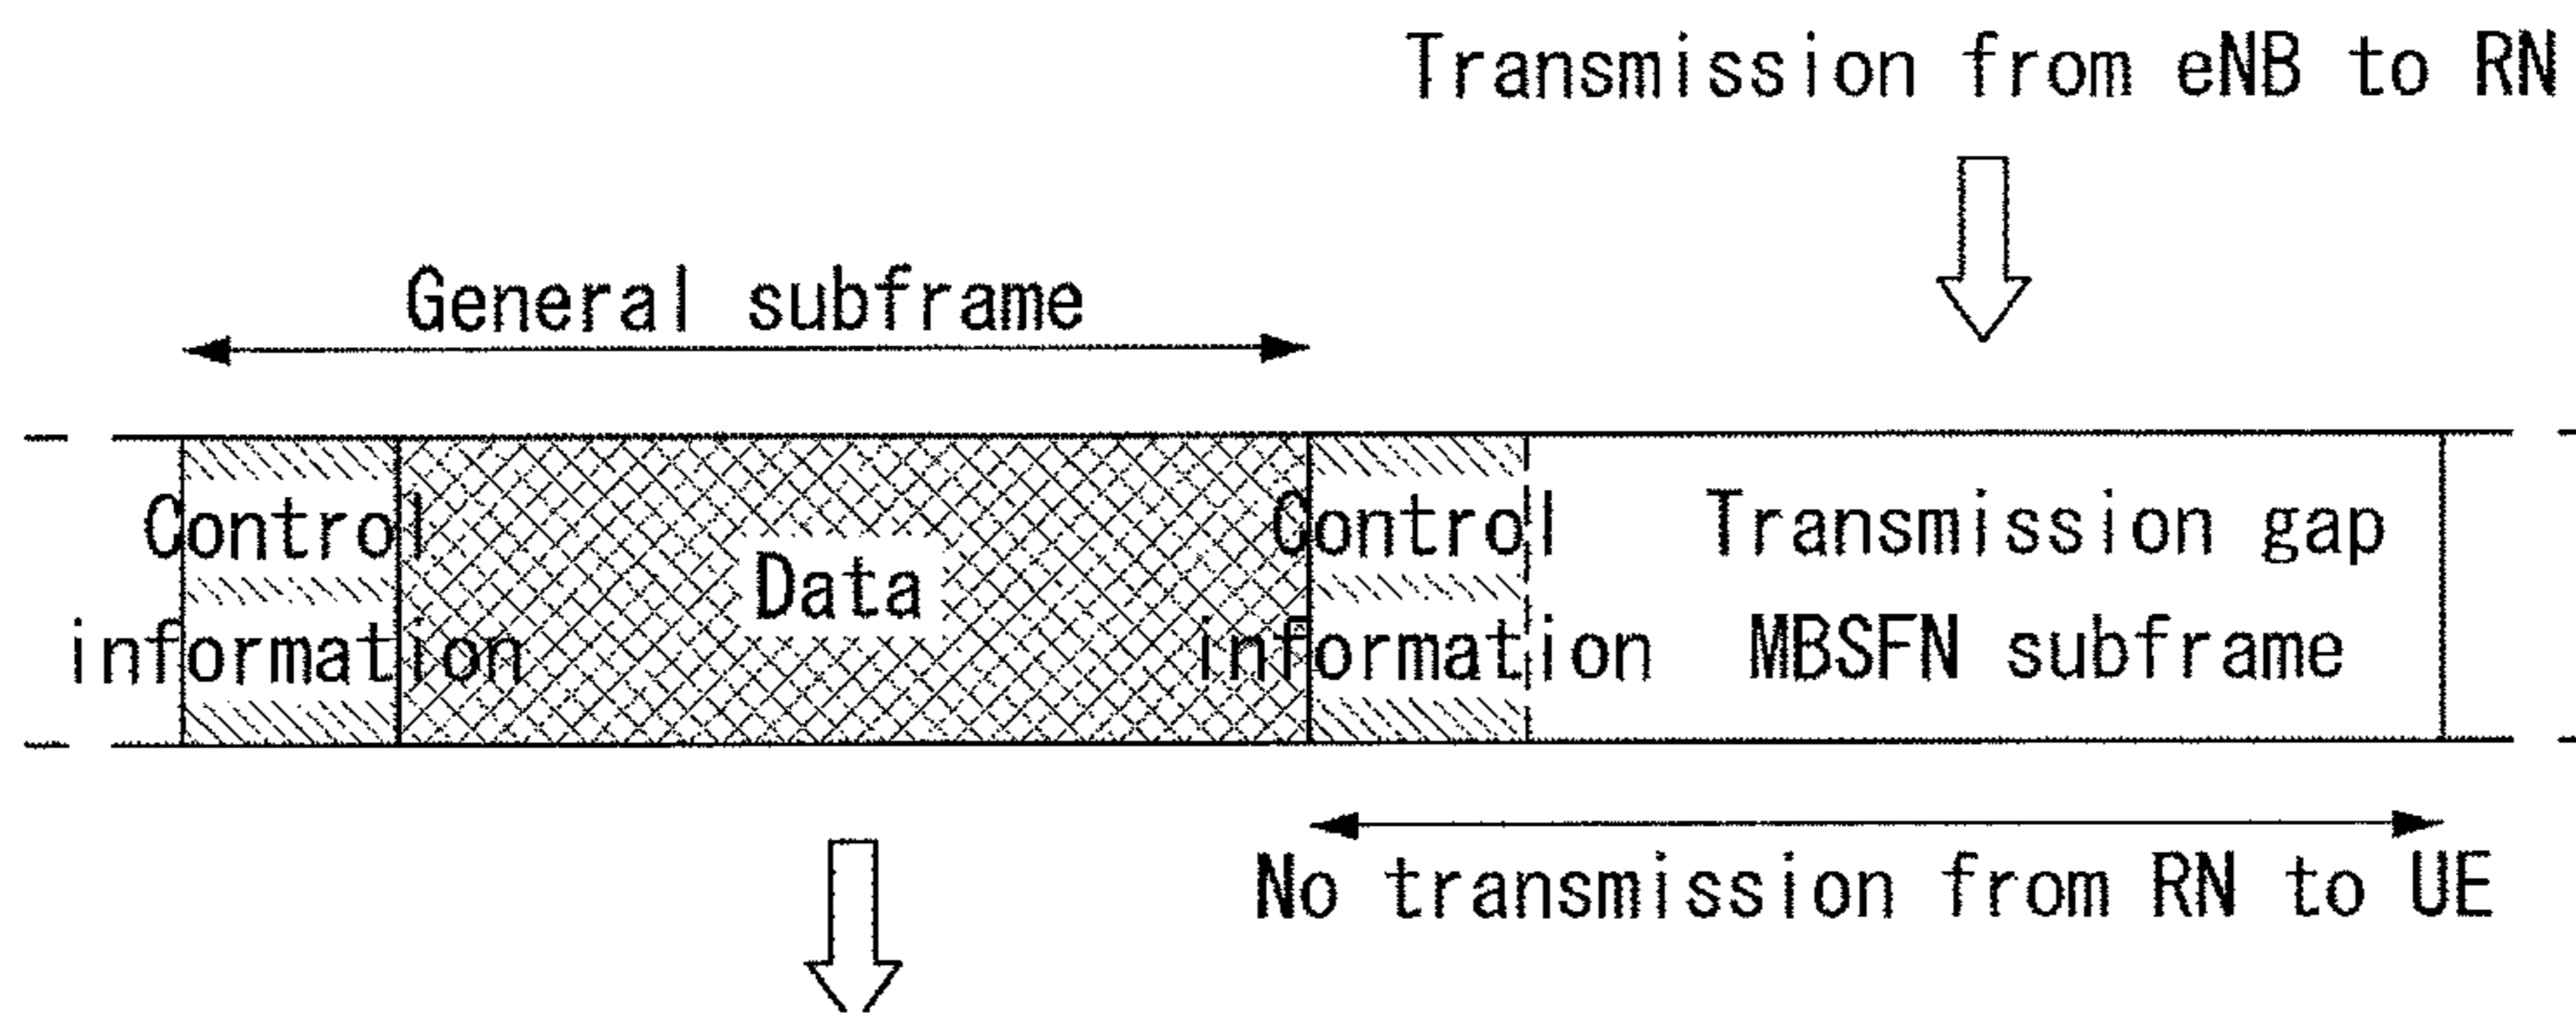 Transmission from eNB to RN
General subframe
Control
information
Data
Control
information
Transmission gap
MBSFN subframe
No transmission from RN to UE